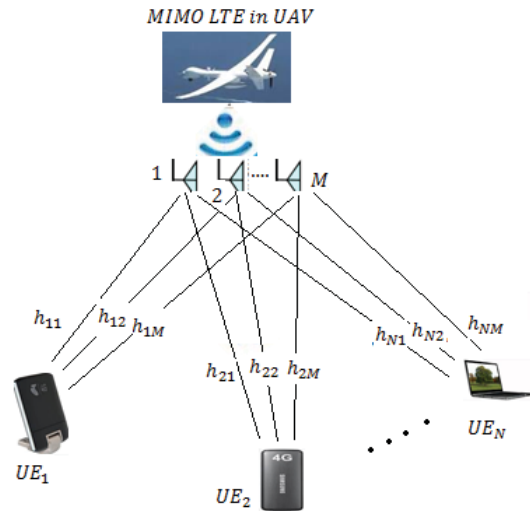 MIMO LTE in UAV
1
2
....
M
h₁₁
h₁₂
h₁M
h₂₁
h₂₂
h₂M
hN₁
hN₂
hNM
UE₁
4G
UE₂
UEN